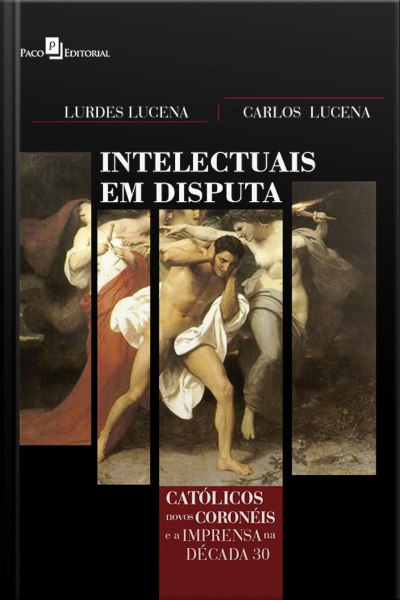 PACO EDITORIAL
LURDES LUCENA | CARLOS LUCENA
INTELECTUAIS
EM DISPUTA
CATÓLICOS
novos CORONÉIS
e a IMPRENSA na
DÉCADA 30